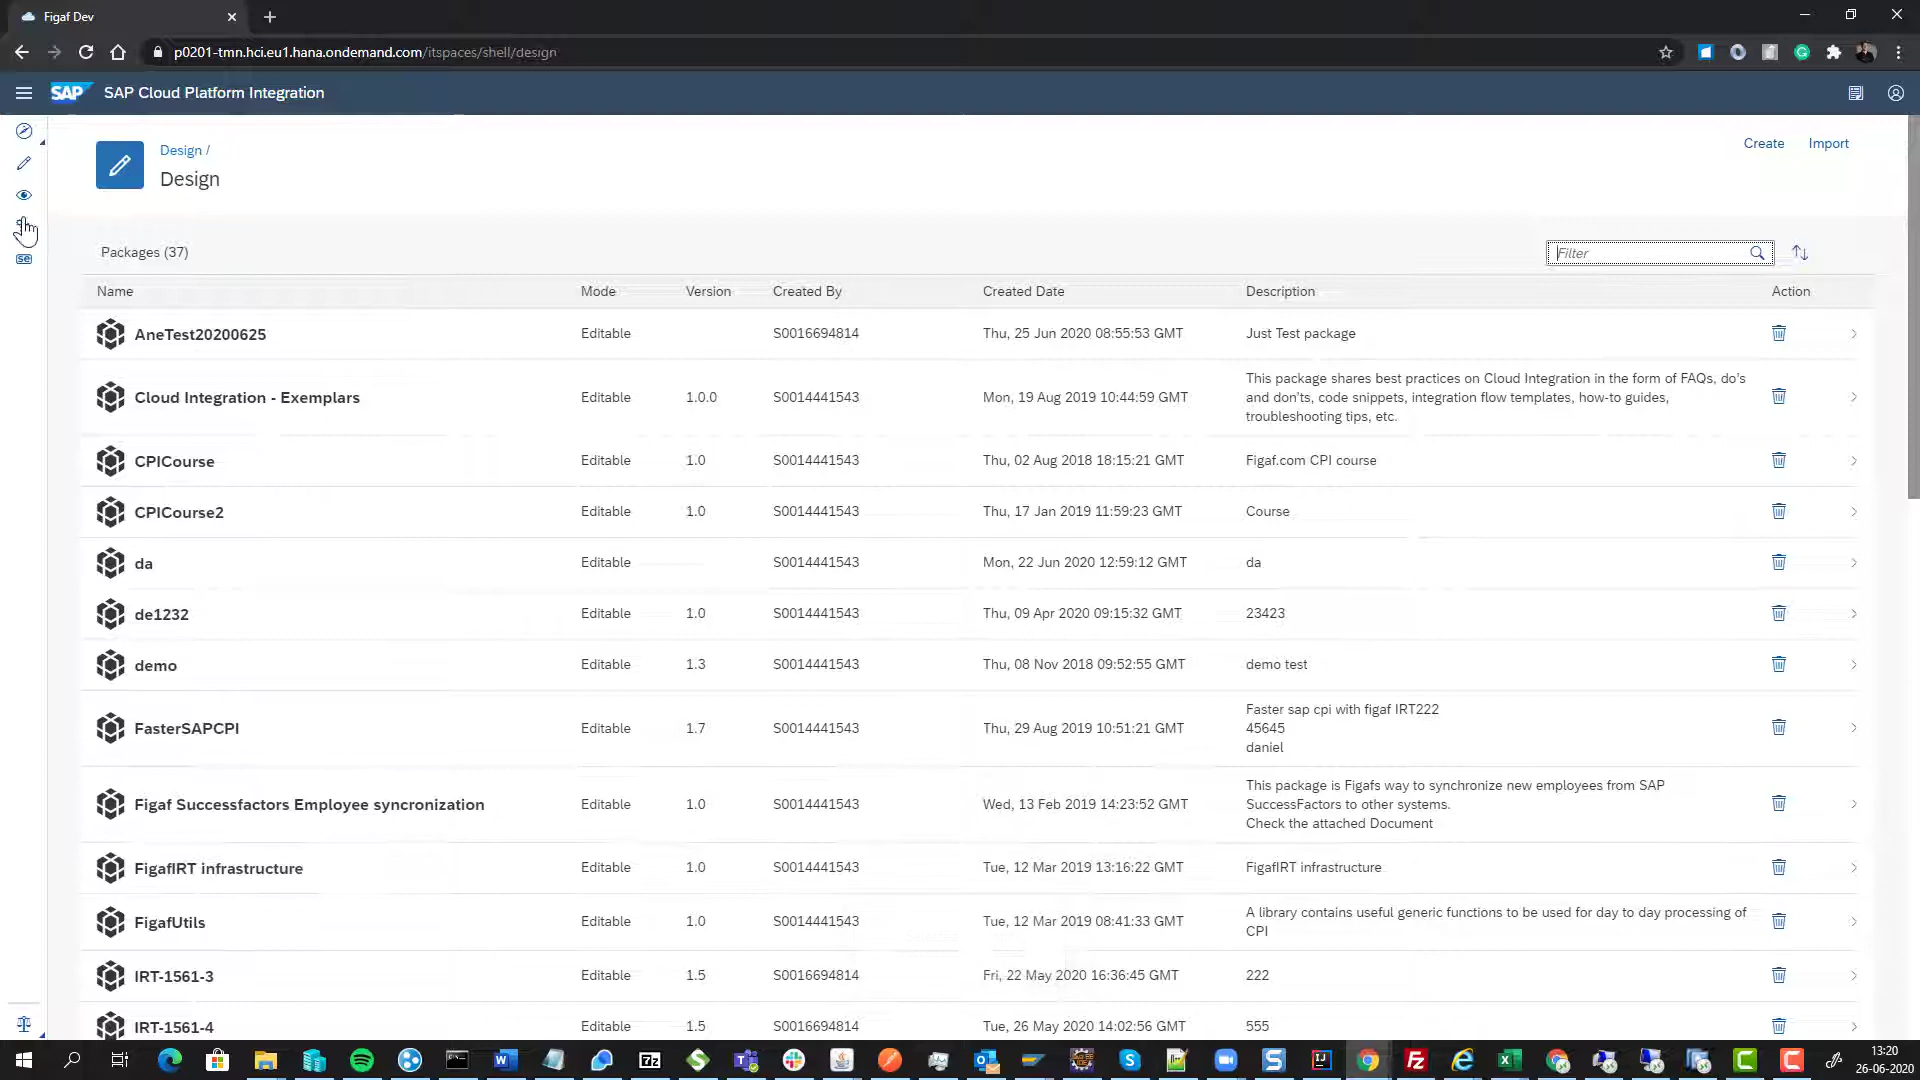 Figaf Dev
p0201-tmn.hci.eu1.hana.ondemand.com/itspaces/shell/design
SAP SAP Cloud Platform Integration
Design /
Design
Create Import
Packages (37)
Filter
Name Mode Version Created By Created Date Description Action
AneTest20200625 Editable S0016694814 Thu, 25 Jun 2020 08:55:53 GMT Just Test package
Cloud Integration - Exemplars Editable 1.0.0 S0014441543 Mon, 19 Aug 2019 10:44:59 GMT This package shares best practices on Cloud Integration in the form of FAQs, do's
and don'ts, code snippets, integration flow templates, how-to guides,
troubleshooting tips, etc.
CPICourse Editable 1.0 S0014441543 Thu, 02 Aug 2018 18:15:21 GMT Figaf.com CPI course
CPICourse2 Editable 1.0 S0014441543 Thu, 17 Jan 2019 11:59:23 GMT Course
da Editable S0014441543 Mon, 22 Jun 2020 12:59:12 GMT da
de1232 Editable 1.0 S0014441543 Thu, 09 Apr 2020 09:15:32 GMT 23423
demo Editable 1.3 S0014441543 Thu, 08 Nov 2018 09:52:55 GMT demo test
FasterSAPCPI Editable 1.7 S0014441543 Thu, 29 Aug 2019 10:51:21 GMT Faster sap cpi with figaf IRT222
45645
daniel
Figaf Successfactors Employee syncronization Editable 1.0 S0014441543 Wed, 13 Feb 2019 14:23:52 GMT This package is Figafs way to synchronize new employees from SAP
SuccessFactors to other systems.
Check the attached Document
FigafIRT infrastructure Editable 1.0 S0014441543 Tue, 12 Mar 2019 13:16:22 GMT FigafIRT infrastructure
FigafUtils Editable 1.0 S0014441543 Tue, 12 Mar 2019 08:41:33 GMT A library contains useful generic functions to be used for day to day processing of
CPI
IRT-1561-3 Editable 1.5 S0016694814 Fri, 22 May 2020 16:36:45 GMT 222
IRT-1561-4 Editable 1.5 S0016694814 Tue, 26 May 2020 14:02:56 GMT 555
13:20
26-06-2020